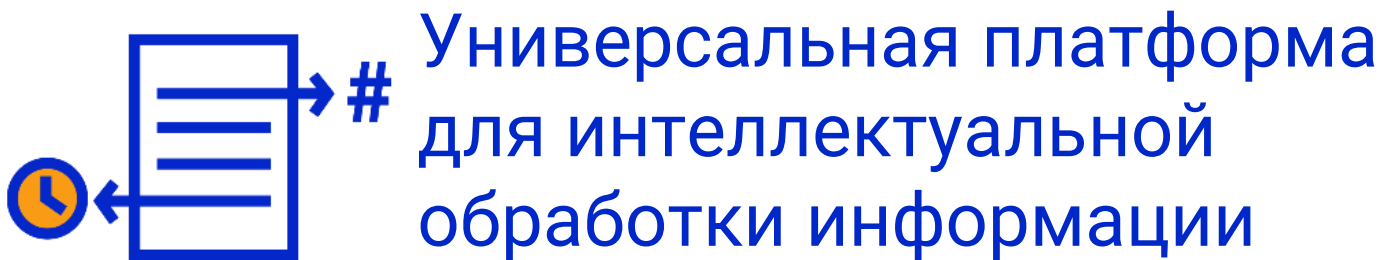 #
Универсальная платформа
для интеллектуальной
обработки информации